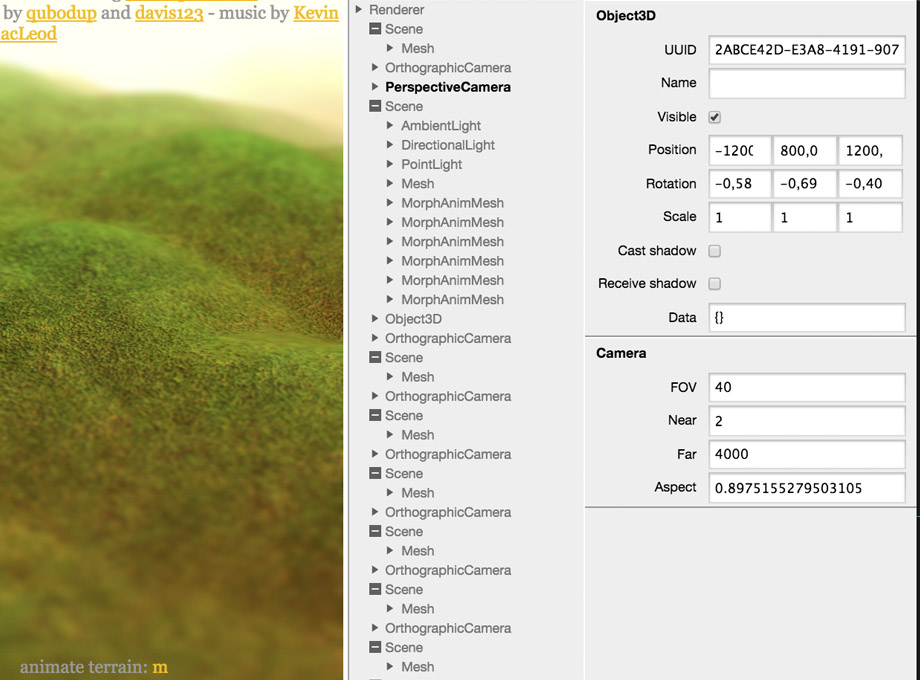 by qubodup and davis123 - music by Kevin
acLeod
animate terrain: m
Renderer
Scene
Mesh
OrthographicCamera
PerspectiveCamera
Scene
AmbientLight
DirectionalLight
PointLight
Mesh
MorphAnimMesh
MorphAnimMesh
MorphAnimMesh
MorphAnimMesh
MorphAnimMesh
MorphAnimMesh
Object3D
OrthographicCamera
Scene
Mesh
OrthographicCamera
Scene
Mesh
OrthographicCamera
Scene
Mesh
OrthographicCamera
Scene
Mesh
OrthographicCamera
Scene
Mesh
OrthographicCamera
Scene
Mesh
Object3D
UUID 2ABCE42D-E3A8-4191-907
Name
Visible
Position -1200 800,0 1200,
Rotation -0,58 -0,69 -0,40
Scale 1 1 1
Cast shadow
Receive shadow
Data {}
Camera
FOV 40
Near 2
Far 4000
Aspect 0.8975155279503105